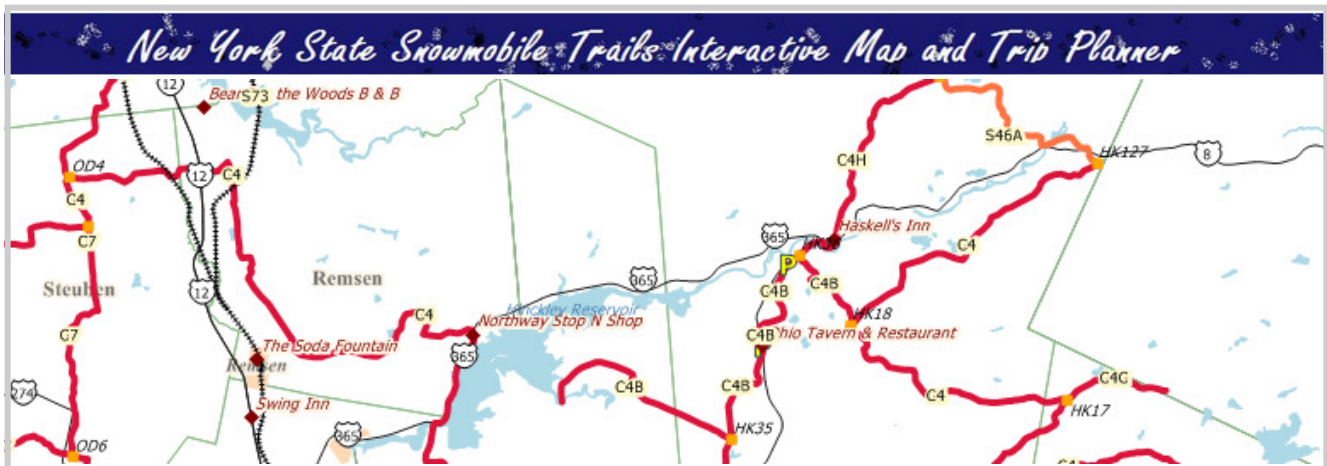 New York State Snowmobile Trails Interactive Map and Trip Planner
12
Bear
S73
the Woods B & B
S46A
HK127
8
OD4
C4H
12
C4
C4
Haskell's Inn
365
C7
C4
Remsen
365
C4B
C4B
Steuben
12
Hinckley Reservoir
HK18
C4
Northway Stop N Shop
C4B
Ohio Tavern & Restaurant
The Soda Fountain
365
Remsen
C4G
274
C4B
C4B
C4
Swing Inn
HK17
365
HK35
OD6
C4
P